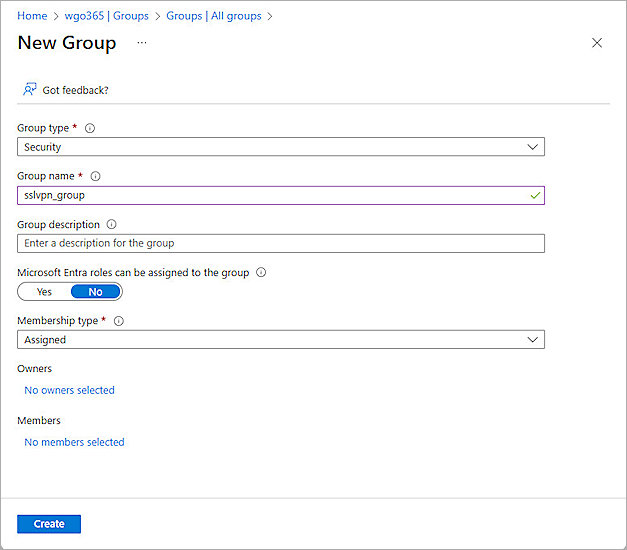 Home > wgo365 | Groups > Groups | All groups >
New Group ...
Got feedback?
Group type *
Security
Group name *
sslvpn_group
Group description
Enter a description for the group
Microsoft Entra roles can be assigned to the group
Yes No
Membership type *
Assigned
Owners
No owners selected
Members
No members selected
Create